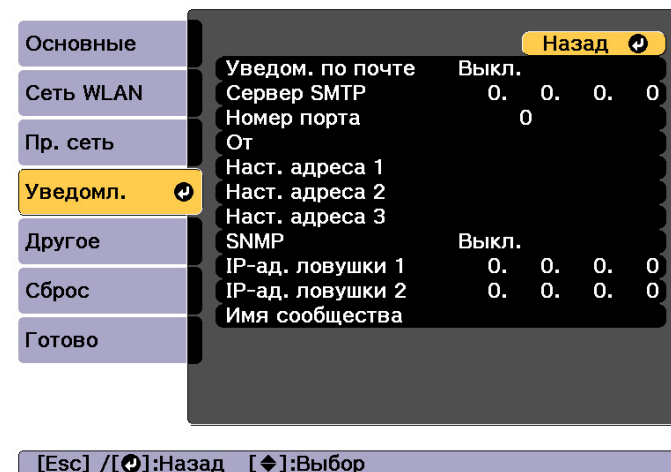 Основные
Сеть WLAN
Пр. сеть
Уведомл.
Другое
Сброс
Готово
Назад
Уведом. по почте Выкл.
Сервер SMTP 0. 0. 0. 0
Номер порта 0
От
Наст. адреса 1
Наст. адреса 2
Наст. адреса 3
SNMP Выкл.
IP-ад. ловушки 1 0. 0. 0. 0
IP-ад. ловушки 2 0. 0. 0. 0
Имя сообщества
[Esc] /[]:Назад []:Выбор